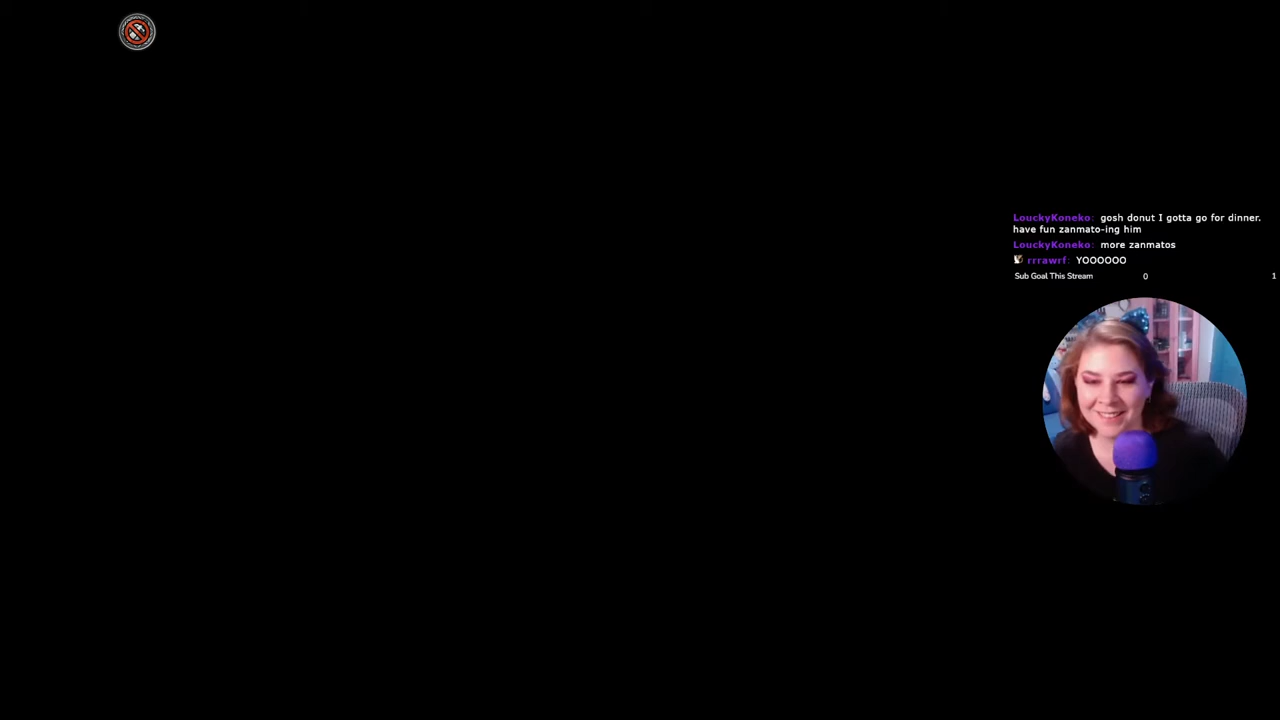 LouckyKoneko: gosh donut I gotta go for dinner.
have fun zanmato-ing him
LouckyKoneko: more zanmatos
rrrawrf: YOOOOOO
Sub Goal This Stream 0 1